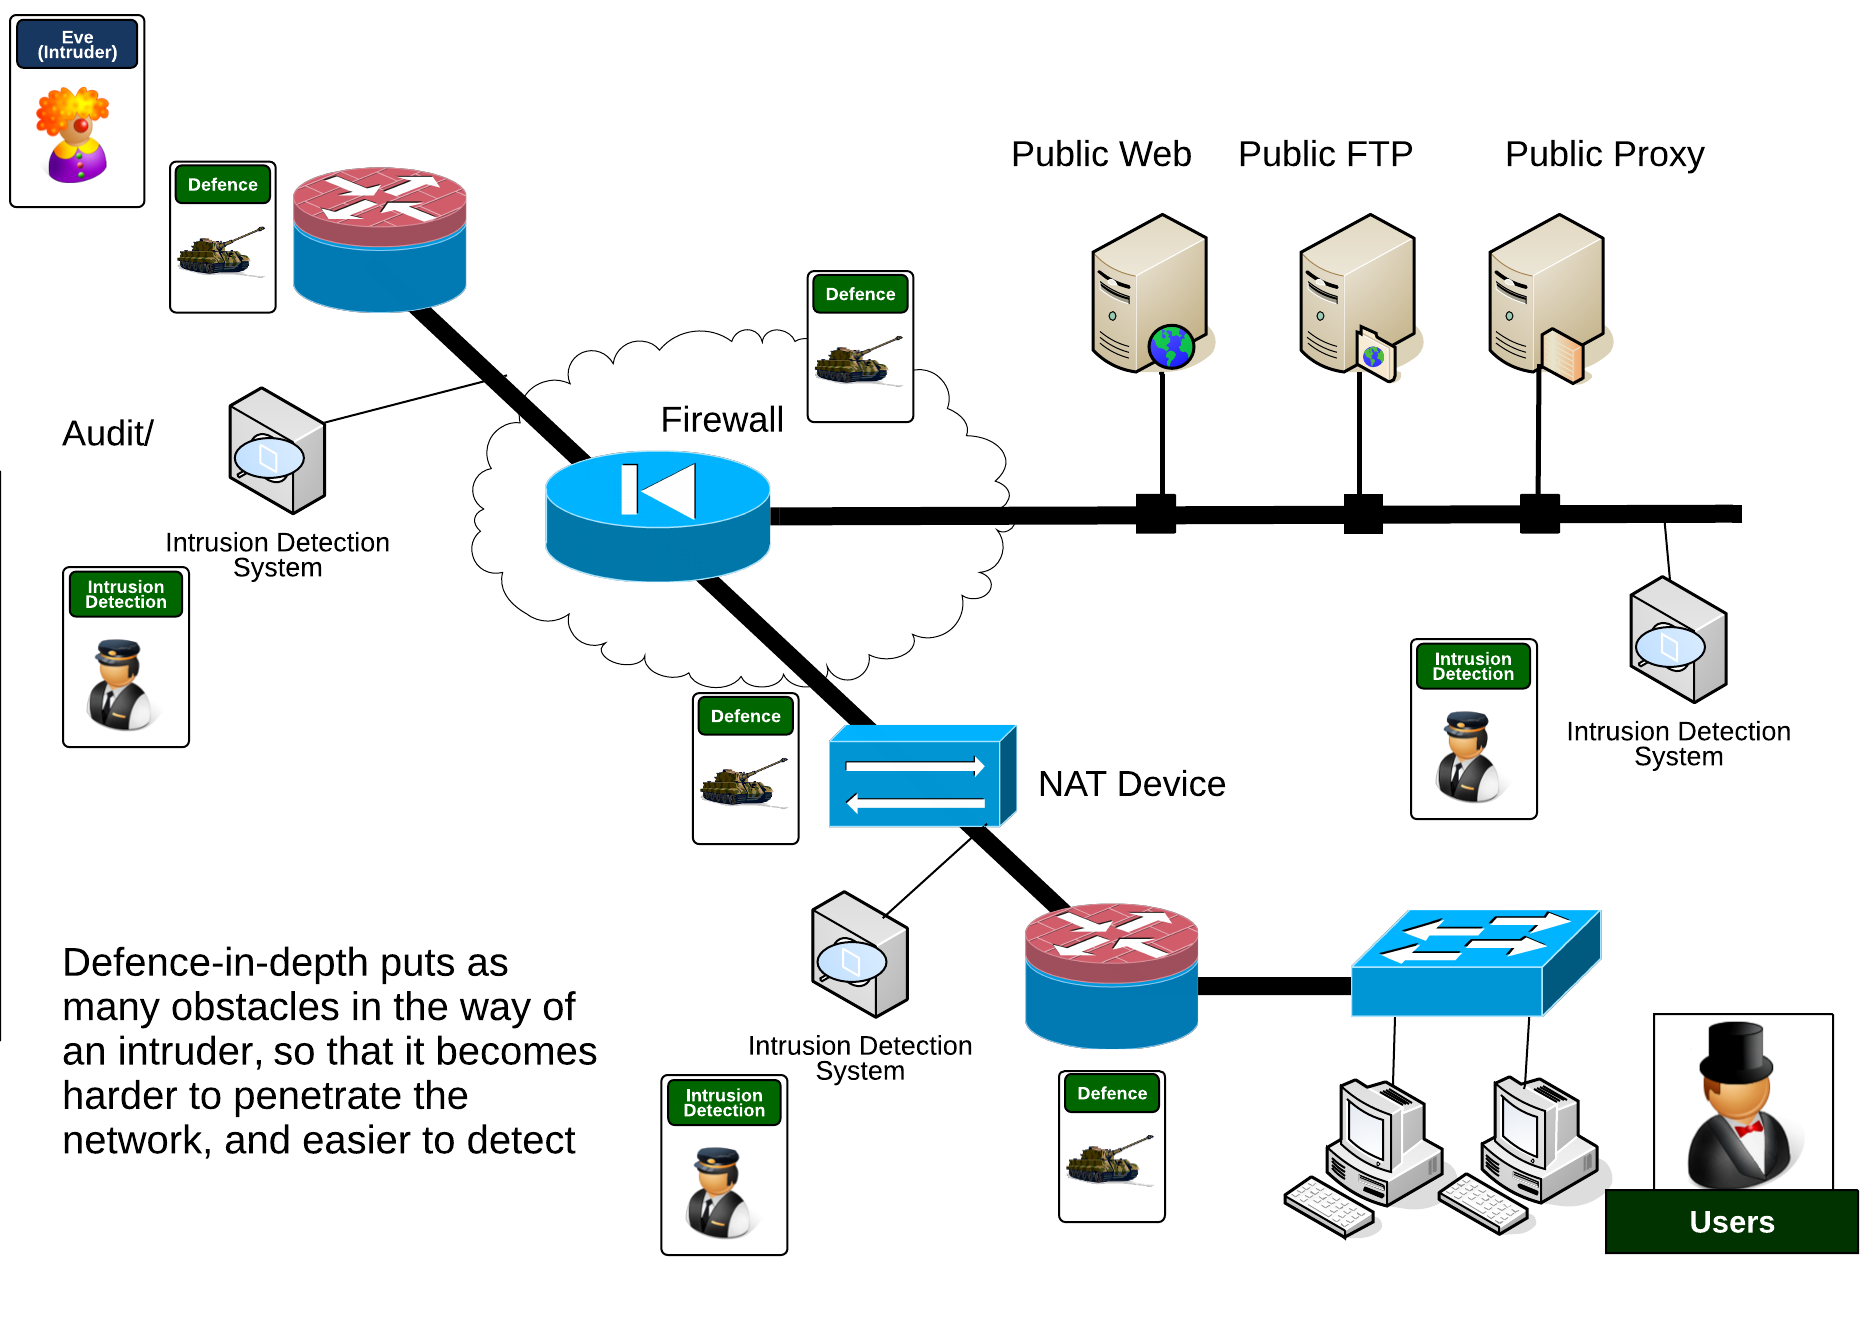 Eve
(Intruder)
Defence
Public Web
Public FTP
Public Proxy
Defence
Firewall
Audit/
Intrusion Detection
System
Intrusion
Detection
Intrusion
Detection
Intrusion Detection
System
Defence
NAT Device
Defence-in-depth puts as
many obstacles in the way of
an intruder, so that it becomes
harder to penetrate the
network, and easier to detect
Intrusion Detection
System
Intrusion
Detection
Defence
Users